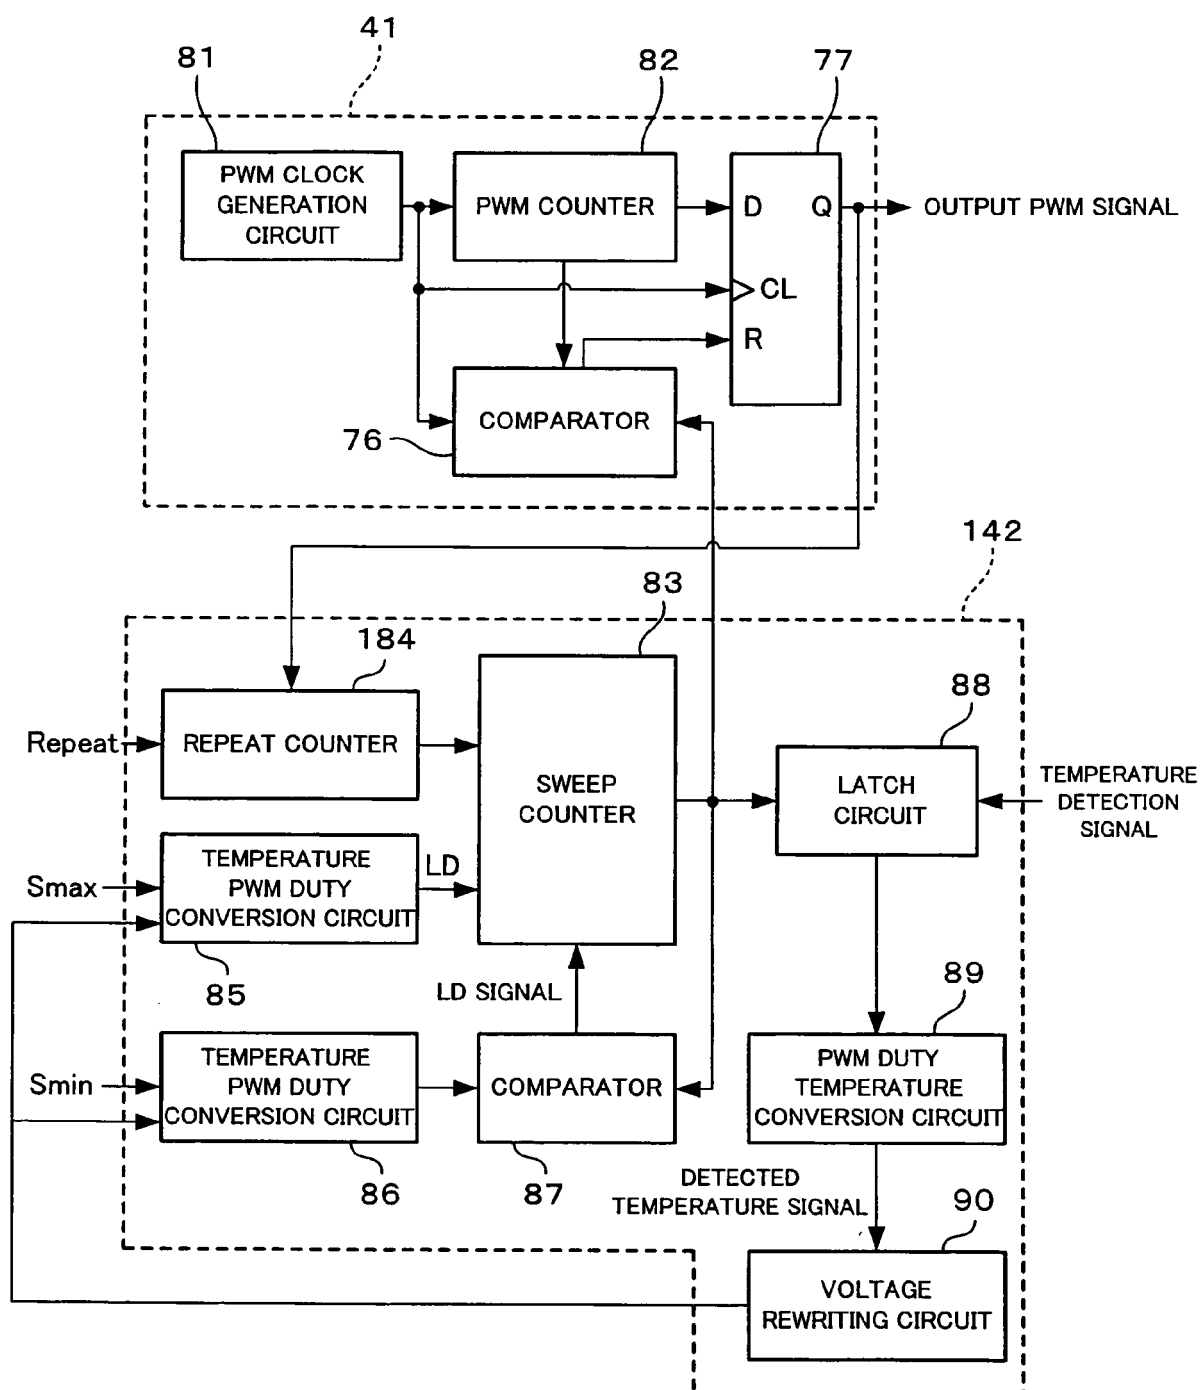 41
81
82
77
PWM CLOCK
GENERATION
CIRCUIT
PWM COUNTER
D
Q
OUTPUT PWM SIGNAL
CL
R
COMPARATOR
76
142
83
184
88
Repeat
REPEAT COUNTER
SWEEP
COUNTER
LATCH
CIRCUIT
TEMPERATURE
DETECTION
SIGNAL
Smax
TEMPERATURE
PWM DUTY
CONVERSION CIRCUIT
LD
85
LD SIGNAL
89
Smin
TEMPERATURE
PWM DUTY
CONVERSION CIRCUIT
COMPARATOR
PWM DUTY
TEMPERATURE
CONVERSION CIRCUIT
86
87
DETECTED
TEMPERATURE SIGNAL
90
VOLTAGE
REWRITING CIRCUIT